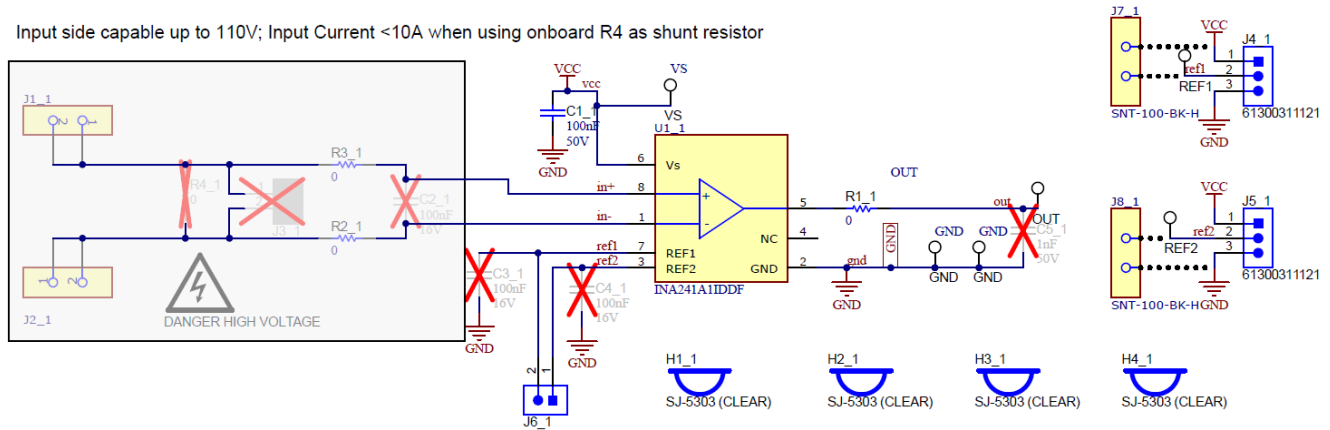 Input side capable up to 110V; Input Current <10A when using onboard R4 as shunt resistor
J1_1
2
1
R4_1
0
1
2
J3_1
R3_1
0
R2_1
0
C2_1
100nF
16V
1
2
J2_1
DANGER HIGH VOLTAGE
VCC
vcc
C1_1
100nF
50V
GND
VS
VS
U1_1
6
Vs
in+
8
+
in-
1
-
ref1
7
REF1
ref2
3
REF2
5
4
NC
2
GND
INA241A1IDDF
C3_1
100nF
16V
GND
C4_1
100nF
16V
GND
2
1
J6_1
OUT
R1_1
0
out
OUT
C5_1
1nF
50V
GND
gnd
GND
GND
GND
GND
GND
J7_1
SNT-100-BK-H
VCC
J4_1
ref1
REF1
1
2
3
GND
61300311121
J8_1
SNT-100-BK-H
VCC
J5_1
ref2
REF2
1
2
3
GND
61300311121
H1_1
SJ-5303 (CLEAR)
H2_1
SJ-5303 (CLEAR)
H3_1
SJ-5303 (CLEAR)
H4_1
SJ-5303 (CLEAR)